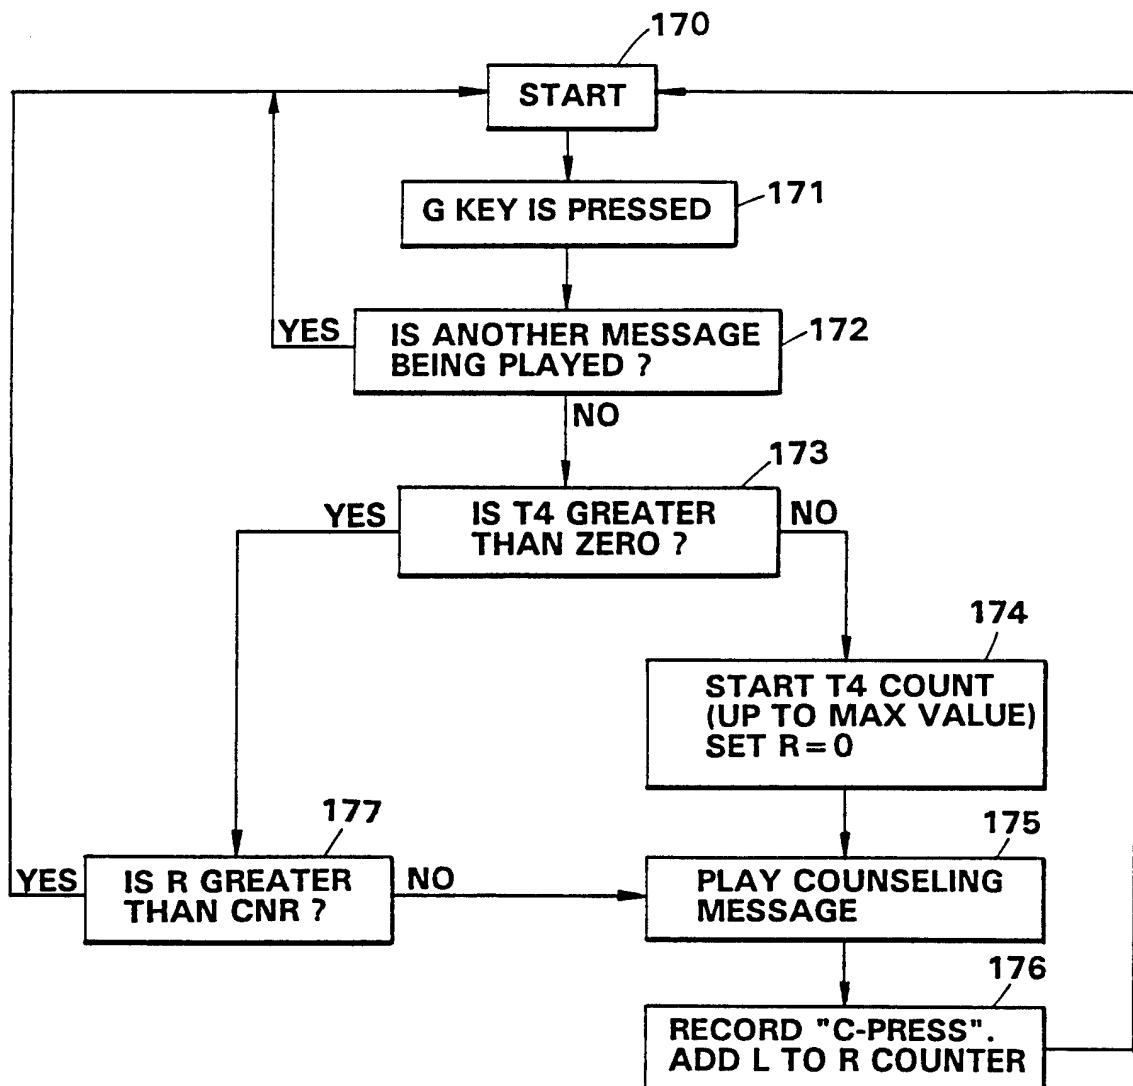 170
START
G KEY IS PRESSED
171
YES
IS ANOTHER MESSAGE
BEING PLAYED ?
172
NO
173
YES
IS T4 GREATER
THAN ZERO ?
NO
174
START T4 COUNT
(UP TO MAX VALUE)
SET R=0
177
YES
IS R GREATER
THAN CNR ?
NO
175
PLAY COUNSELING
MESSAGE
176
RECORD "C-PRESS".
ADD L TO R COUNTER